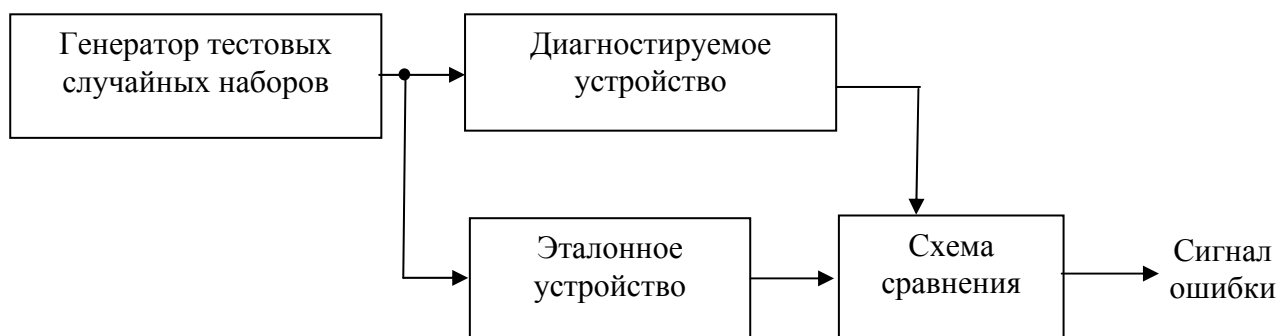 Генератор тестовых
случайных наборов
Диагностируемое
устройство
Эталонное
устройство
Схема
сравнения
Сигнал
ошибки